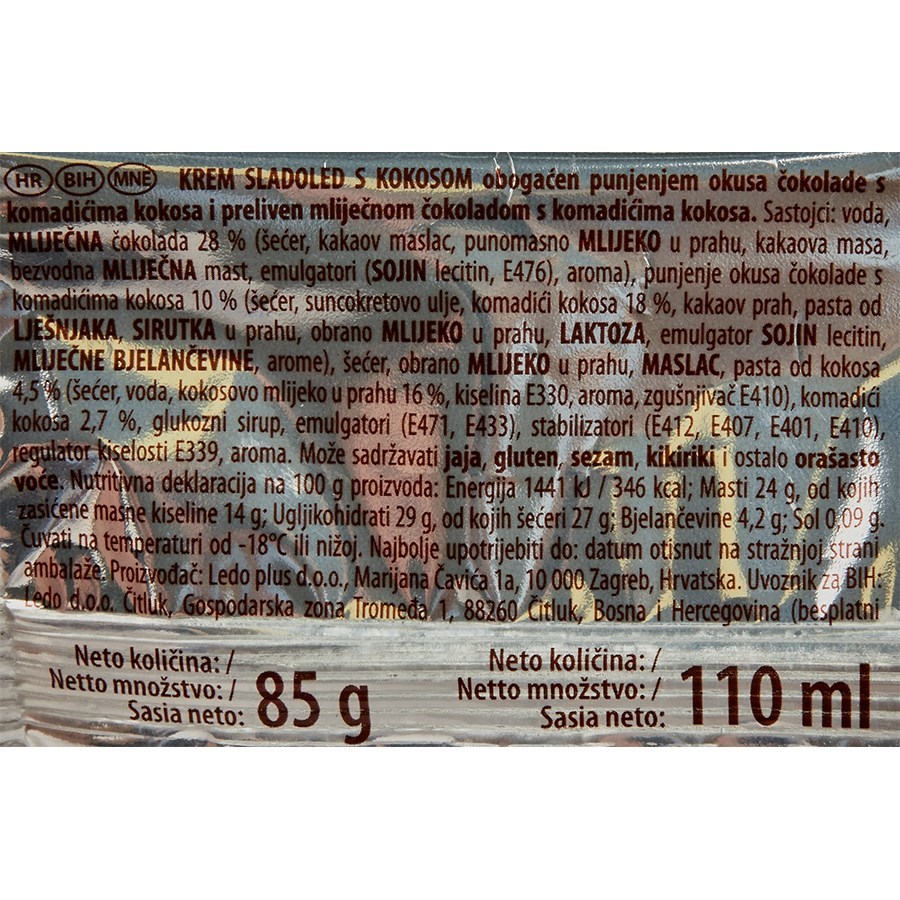 HR BIH MNE KREM SLADOLED S KOKOSOM obogaćen punjenjem okusa čokolade s
komadićima kokosa i preliven mliječnom čokoladom s komadićima kokosa. Sastojci: voda,
MLIJEČNA čokolada 28 % (šećer, kakaov maslac, punomasno MLIJEKO u prahu, kakaova masa,
bezvodna MLIJEČNA mast, emulgatori (SOJIN lecitin, E476), aroma), punjenje okusa čokolade s
komadićima kokosa 10 % (šećer, suncokretovo ulje, komadići kokosa 18 %, kakaov prah, pasta od
LJEŠNJAKA, SIRUTKA u prahu, obrano MLIJEKO u prahu, LAKTOZA, emulgator SOJIN lecitin,
MLIJEČNE BJELANČEVINE, arome), šećer, obrano MLIJEKO u prahu, MASLAC, pasta od kokosa
4,5 % (šećer, voda, kokosovo mlijeko u prahu 16 %, kiselina E330, aroma, zgušnjivač E410), komadići
kokosa 2,7 %, glukozni sirup, emulgatori (E471, E433), stabilizatori (E412, E407, E401, E410),
regulator kiselosti E339, aroma. Može sadržavati jaja, gluten, sezam, kikiriki i ostalo orašasto
voće. Nutritivna deklaracija na 100 g proizvoda: Energija 1441 kJ / 346 kcal; Masti 24 g, od kojih
zasićene masne kiseline 14 g; Ugljikohidrati 29 g, od kojih šećeri 27 g; Bjelančevine 4,2 g; Sol 0,09 g.
Čuvati na temperaturi od -18°C ili nižoj. Najbolje upotrijebiti do: datum otisnut na stražnjoj strani
ambalaže. Proizvođač: Ledo plus d.o.o., Marijana Čavića 1a, 10 000 Zagreb, Hrvatska. Uvoznik za BIH:
Ledo d.o.o. Čitluk, Gospodarska zona Tromeđa 1, 88260 Čitluk, Bosna i Hercegovina (besplatni
Neto količina: /
Netto množstvo: /
Sasia neto: 85 g
Neto količina: /
Netto množstvo: /
Sasia neto: 110 ml